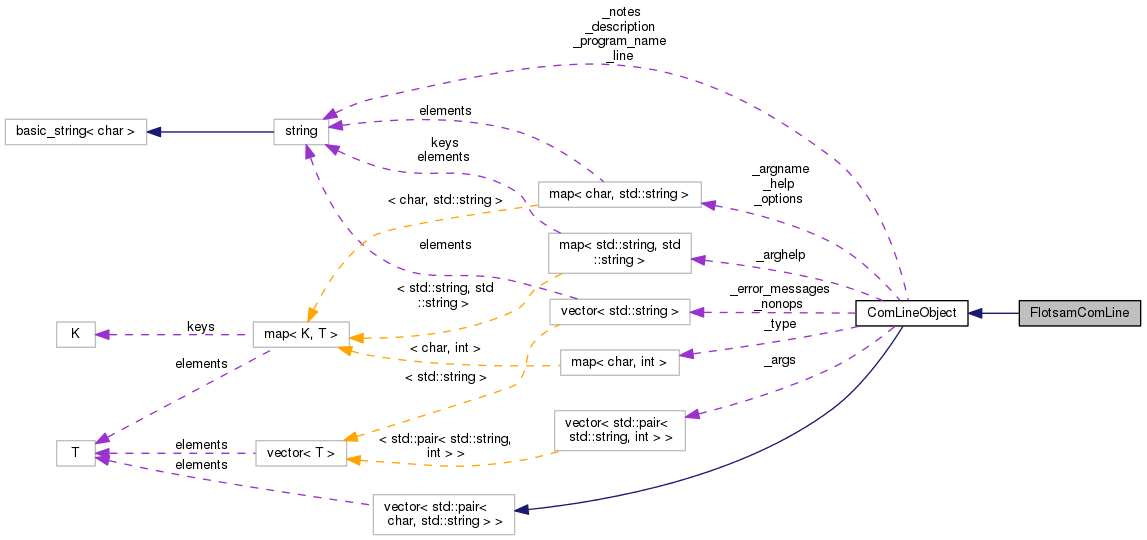 _notes
_description
_program_name
_line
elements
basic_string< char >
string
keys
elements
_argname
_help
_options
map< char, std::string >
< char, std::string >
elements
map< std::string, std
::string >
_arghelp
< std::string, std
::string >
_error_messages
_nonops
vector< std::string >
ComLineObject
FlotsamComLine
K
keys
map< K, T >
_type
< char, int >
map< char, int >
elements
< std::string >
_args
vector< std::pair<
std::string, int > >
< std::pair< std::string,
int > >
T
elements
vector< T >
elements
vector< std::pair<
char, std::string > >